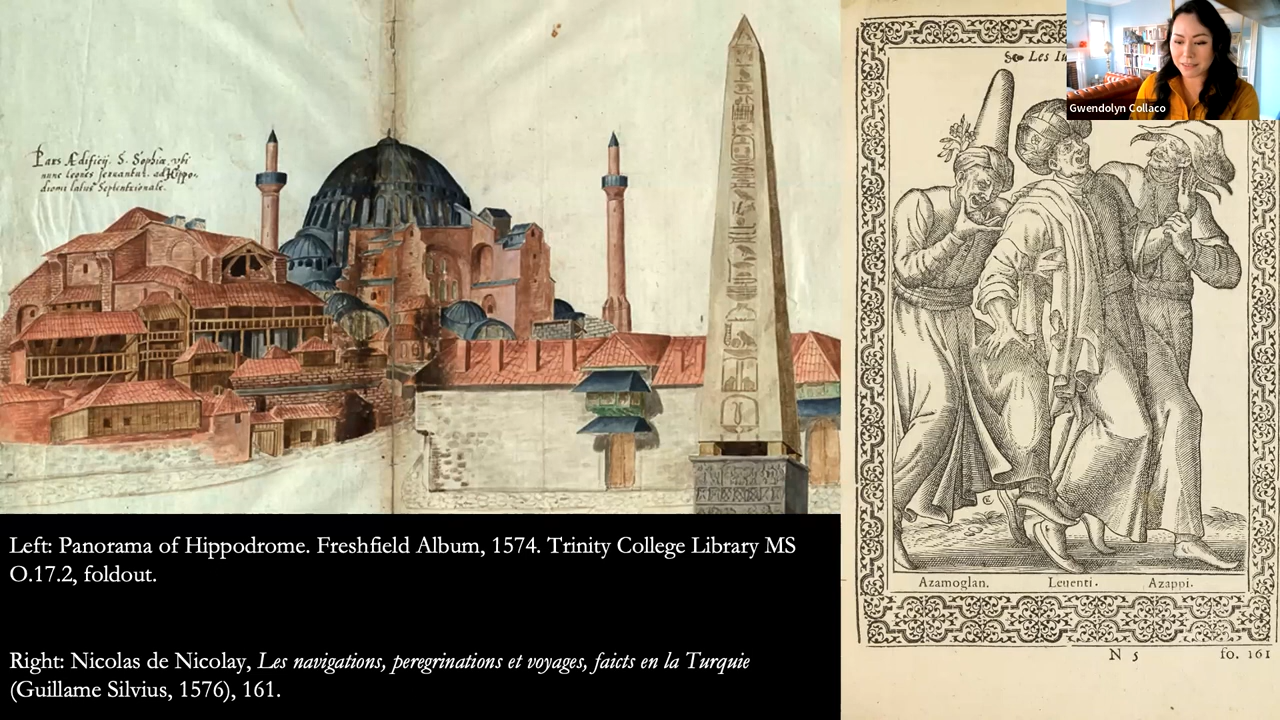 Pars Ædificij. S. Sophiæ, vbi
nunc leones seruantur. ad Hippo-
dromi latus Septentrionale.
Les In
Gwendolyn Collaco
Azamoglan.
Leuenti.
Azappi.
N 5
fo. 161
Left: Panorama of Hippodrome. Freshfield Album, 1574. Trinity College Library MS
O.17.2, foldout.
Right: Nicolas de Nicolay, Les navigations, peregrinations et voyages, faicts en la Turquie
(Guillame Silvius, 1576), 161.